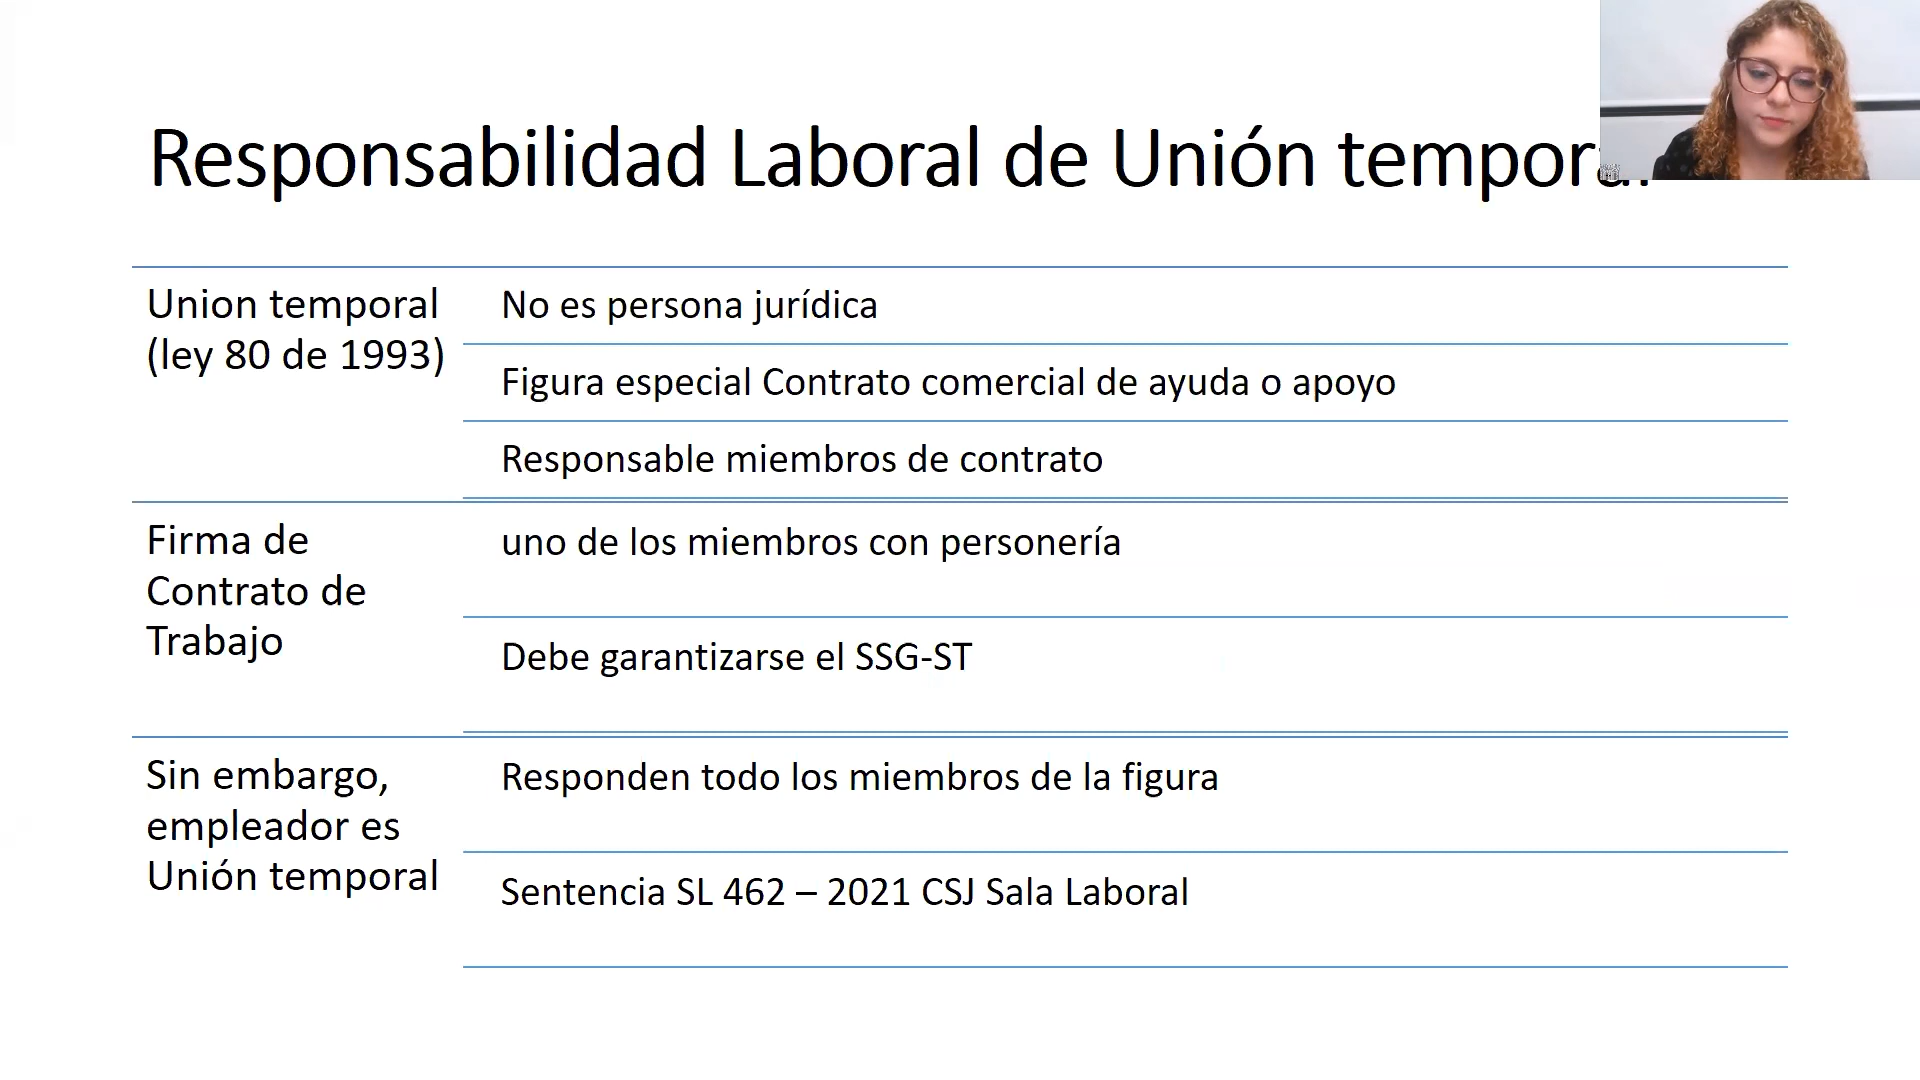 Responsabilidad Laboral de Unión
Union temporal
(ley 80 de 1993)
No es persona jurídica
Figura especial Contrato comercial de ayuda o apoyo
Responsable miembros de contrato
Firma de
Contrato de
Trabajo
uno de los miembros con personería
Debe garantizarse el SSG-ST
Sin embargo,
empleador es
Unión temporal
Responden todo los miembros de la figura
Sentencia SL 462 – 2021 CSJ Sala Laboral